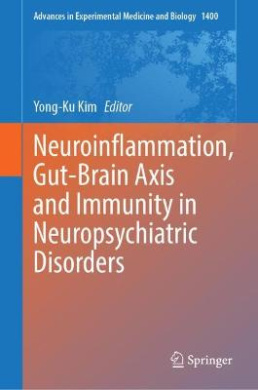 Advances in Experimental Medicine and Biology 1400
Yong-Ku Kim Editor
Neuroinflammation,
Gut-Brain Axis
and Immunity in
Neuropsychiatric
Disorders
Springer